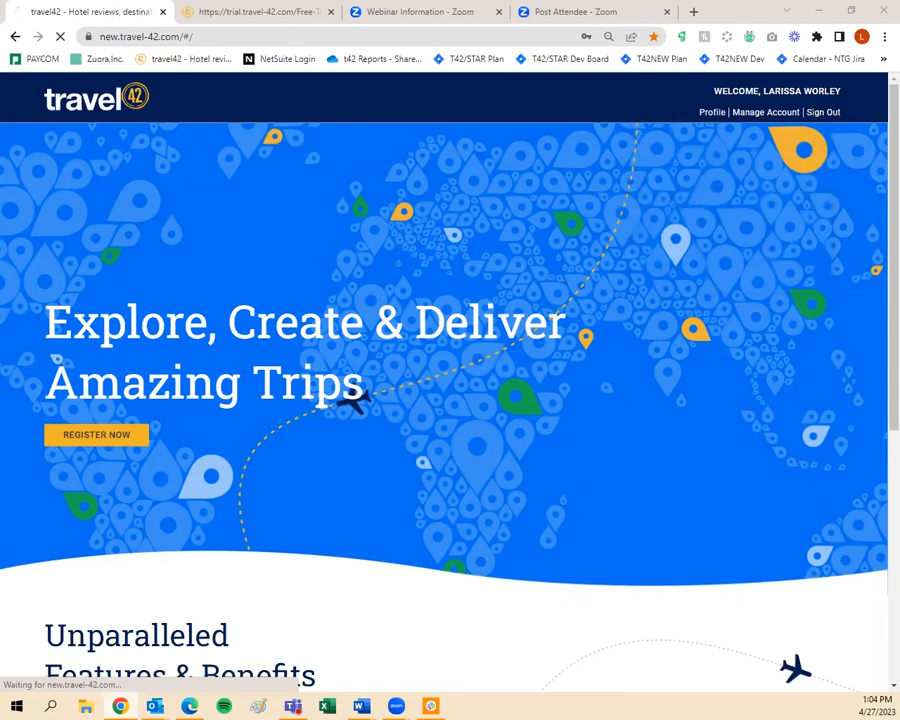 travel42 - Hotel reviews, destinat
https://trial.travel-42.com/Free-T
Webinar Information - Zoom
Post Attendee - Zoom
new.travel-42.com/#/
PAYCOM
Zuora,Inc.
travel42 - Hotel revi...
NetSuite Login
t42 Reports - Share...
T42/STAR Plan
T42/STAR Dev Board
T42NEW Plan
T42NEW Dev
Calendar - NTG Jira
travel 42
WELCOME, LARISSA WORLEY
Profile | Manage Account | Sign Out
Explore, Create & Deliver
Amazing Trips
REGISTER NOW
Unparalleled
Features & Benefits
Waiting for new.travel-42.com...
1:04 PM
4/27/2023